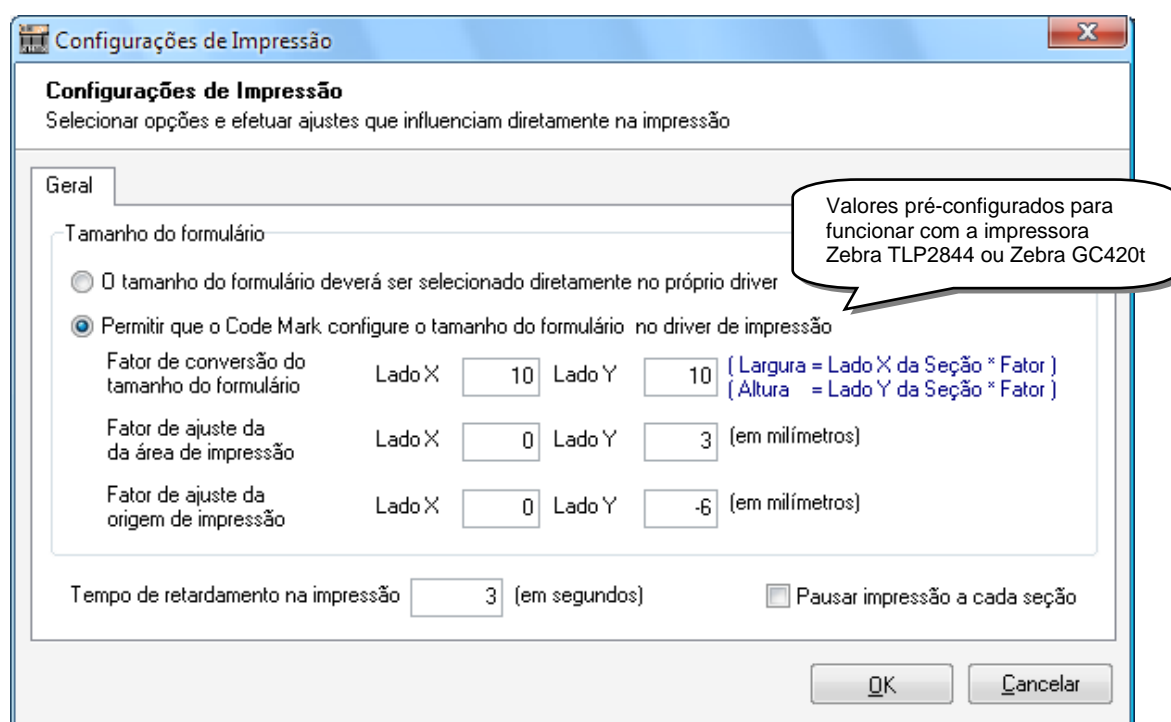 Configurações de Impressão
Configurações de Impressão
Selecionar opções e efetuar ajustes que influenciam diretamente na impressão
Geral
Valores pré-configurados para
funcionar com a impressora
Zebra TLP2844 ou Zebra GC420t
Tamanho do formulário
O tamanho do formulário deverá ser selecionado diretamente no próprio driver
Permitir que o Code Mark configure o tamanho do formulário no driver de impressão
Fator de conversão do
tamanho do formulário
Lado X 10 Lado Y 10
( Largura = Lado X da Seção * Fator )
( Altura = Lado Y da Seção * Fator )
Fator de ajuste da
da área de impressão
Lado X 0 Lado Y 3 (em milímetros)
Fator de ajuste da
origem de impressão
Lado X 0 Lado Y -6 (em milímetros)
Tempo de retardamento na impressão 3 (em segundos)
Pausar impressão a cada seção
OK
Cancelar